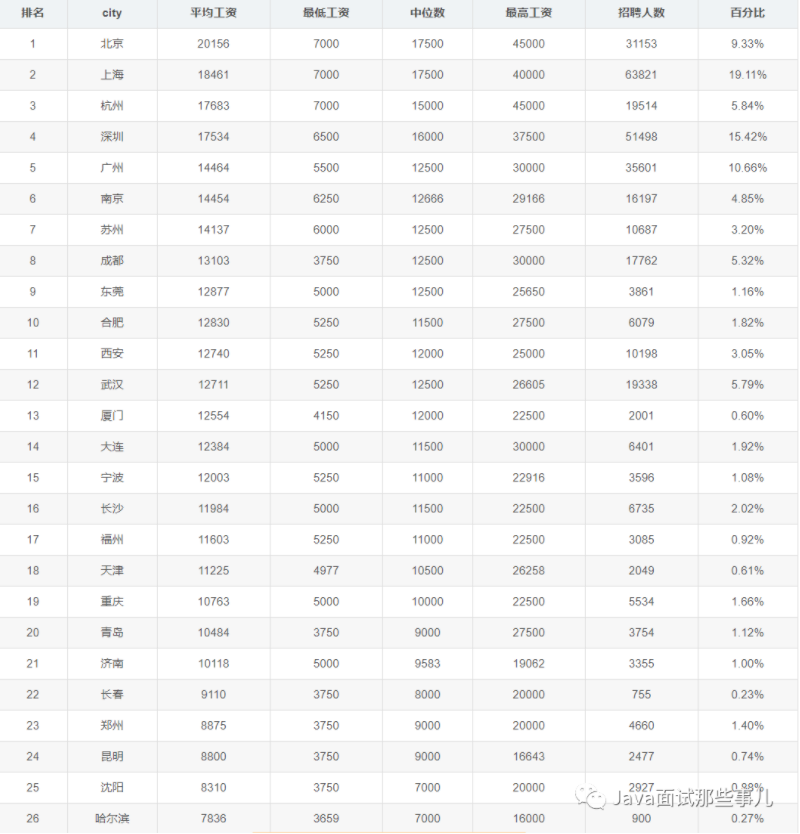 排名 city 平均工资 最低工资 中位数 最高工资 招聘人数 百分比
1 北京 20156 7000 17500 45000 31153 9.33%
2 上海 18461 7000 17500 40000 63821 19.11%
3 杭州 17683 7000 15000 45000 19514 5.84%
4 深圳 17534 6500 16000 37500 51498 15.42%
5 广州 14464 5500 12500 30000 35601 10.66%
6 南京 14454 6250 12666 29166 16197 4.85%
7 苏州 14137 6000 12500 27500 10687 3.20%
8 成都 13103 3750 12500 30000 17762 5.32%
9 东莞 12877 5000 12500 25650 3861 1.16%
10 合肥 12830 5250 11500 27500 6079 1.82%
11 西安 12740 5250 12000 25000 10198 3.05%
12 武汉 12711 5250 12500 26605 19338 5.79%
13 厦门 12554 4150 12000 22500 2001 0.60%
14 大连 12384 5000 11500 30000 6401 1.92%
15 宁波 12003 5250 11000 22916 3596 1.08%
16 长沙 11984 5000 11500 22500 6735 2.02%
17 福州 11603 5250 11000 22500 3085 0.92%
18 天津 11225 4977 10500 26258 2049 0.61%
19 重庆 10763 5000 10000 22500 5534 1.66%
20 青岛 10484 3750 9000 27500 3754 1.12%
21 济南 10118 5000 9583 19062 3355 1.00%
22 长春 9110 3750 8000 20000 755 0.23%
23 郑州 8875 3750 9000 20000 4660 1.40%
24 昆明 8800 3750 9000 16643 2477 0.74%
25 沈阳 8310 3750 7000 20000 2927 0.88%
Java面试那些事儿
26 哈尔滨 7836 3659 7000 16000 900 0.27%